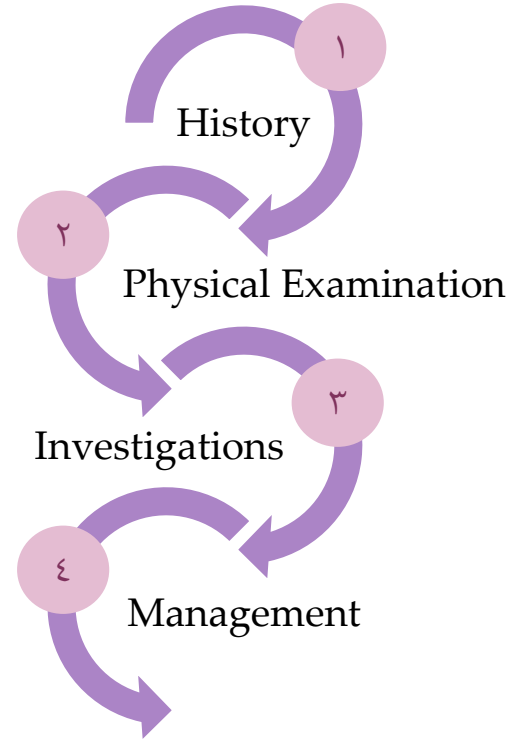 ١
History
٢
Physical Examination
٣
Investigations
٤
Management